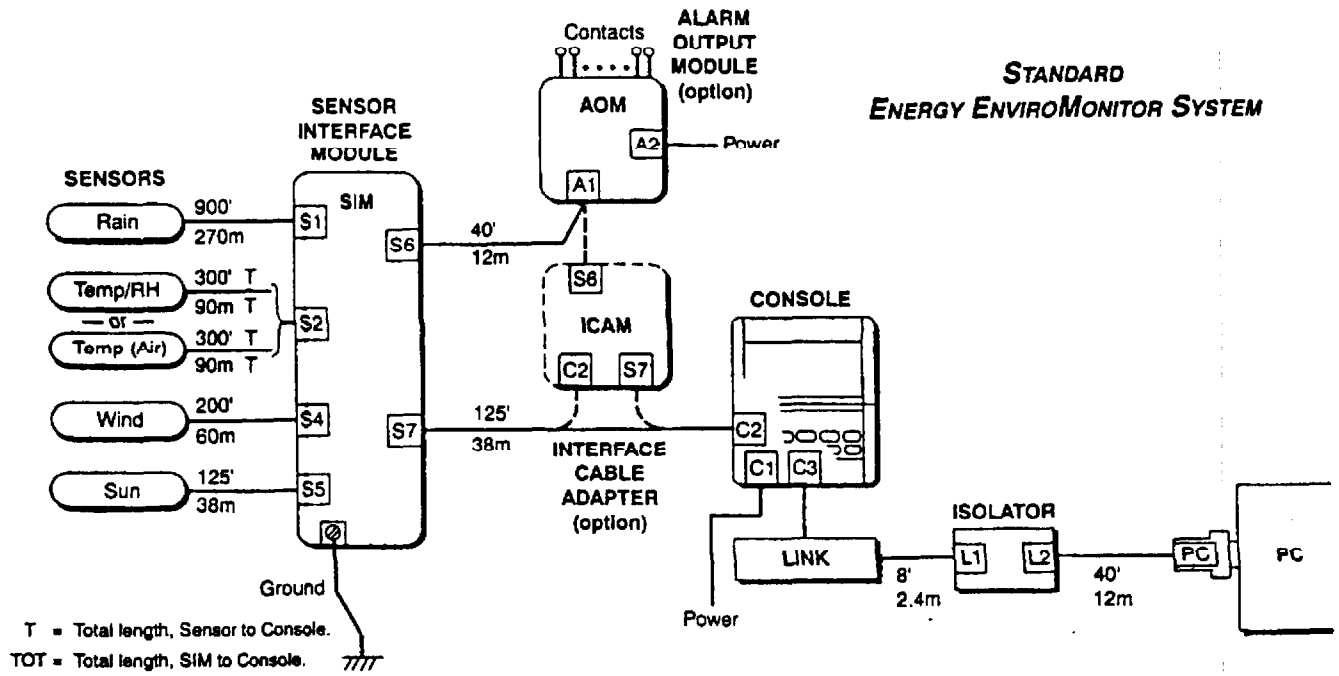 STANDARD
ENERGY ENVIROMONITOR SYSTEM
Contacts
ALARM
OUTPUT
MODULE
(option)
AOM
A2
Power
A1
SENSOR
INTERFACE
MODULE
SIM
SENSORS
Rain
900'
270m
S1
Temp/RH
300' T
90m T
or
Temp (Air)
300' T
90m T
S2
Wind
200'
60m
S4
Sun
125'
38m
S5
S6
40'
12m
S7
125'
38m
S6
ICAM
C2
S7
INTERFACE
CABLE
ADAPTER
(option)
CONSOLE
C2
C1
C3
Power
LINK
8'
2.4m
ISOLATOR
L1
L2
40'
12m
PC
PC
Ground
T = Total length, Sensor to Console.
TOT = Total length, SIM to Console.